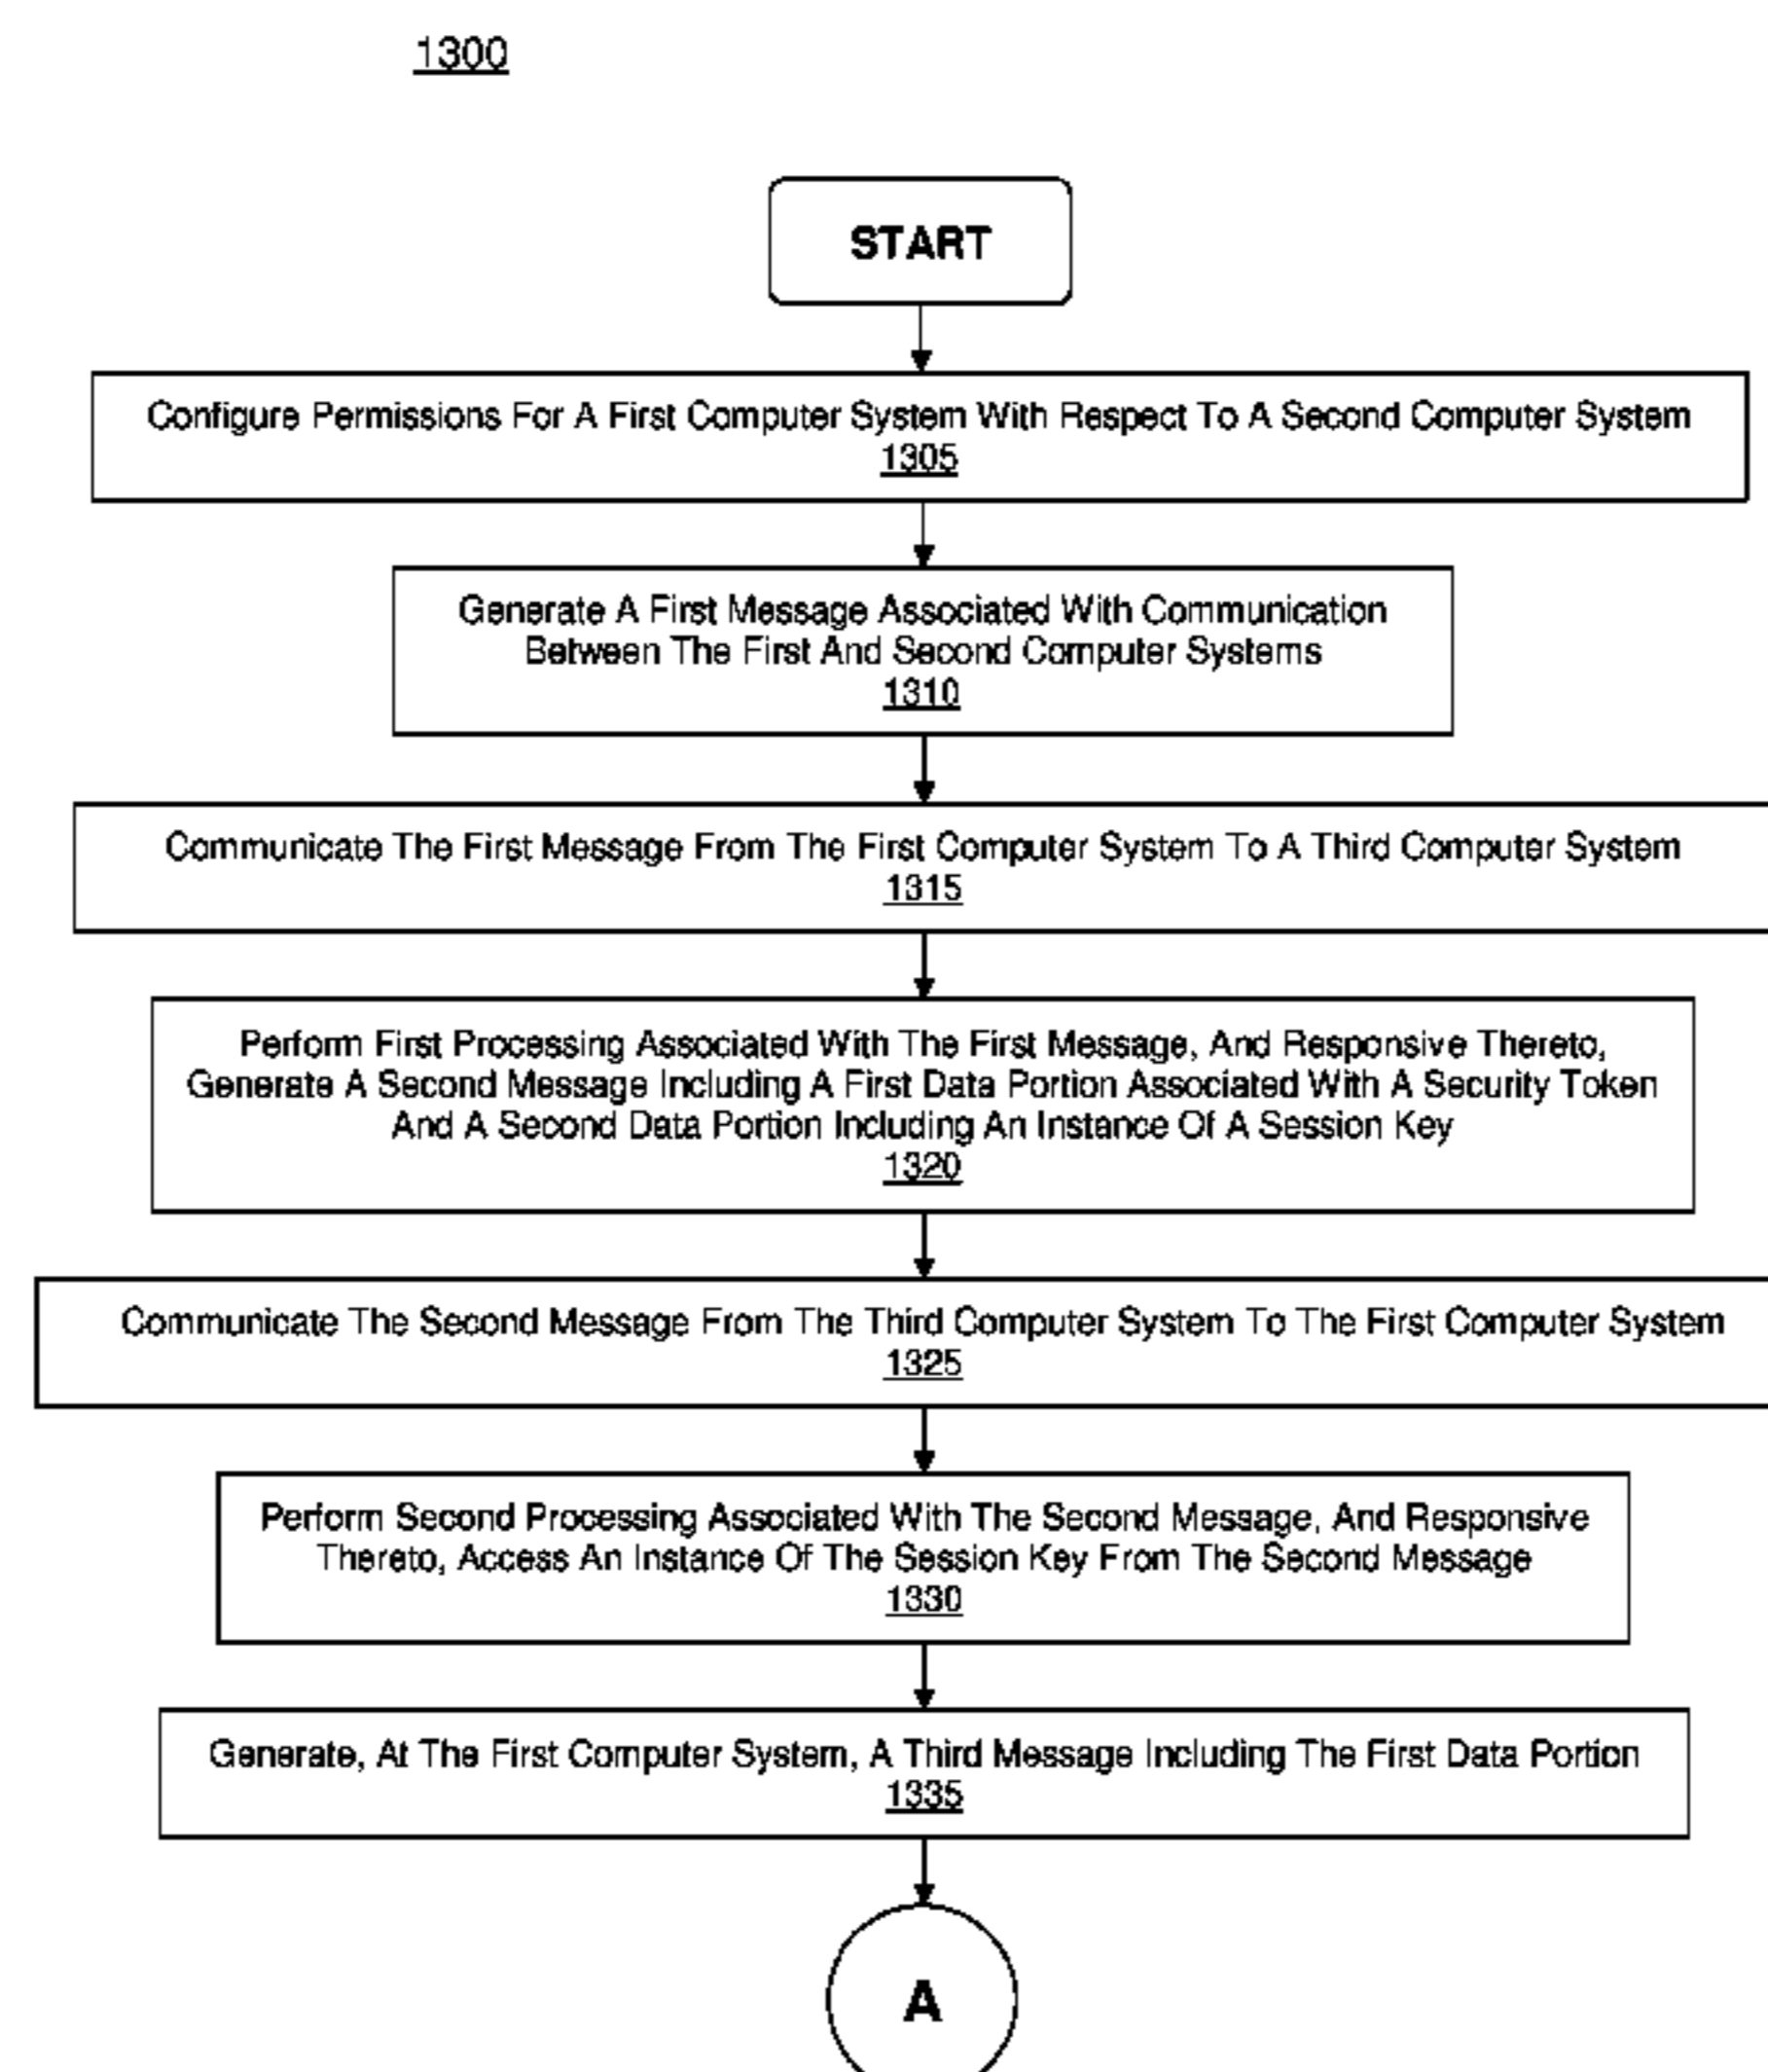 1300
START
Configure Permissions For A First Computer System With Respect To A Second Computer System
1305
Generate A First Message Associated With Communication
Between The First And Second Computer Systems
1310
Communicate The First Message From The First Computer System To A Third Computer System
1315
Perform First Processing Associated With The First Message, And Responsive Thereto,
Generate A Second Message Including A First Data Portion Associated With A Security Token
And A Second Data Portion Including An Instance Of A Session Key
1320
Communicate The Second Message From The Third Computer System To The First Computer System
1325
Perform Second Processing Associated With The Second Message, And Responsive
Thereto, Access An Instance Of The Session Key From The Second Message
1330
Generate, At The First Computer System, A Third Message Including The First Data Portion
1335
A